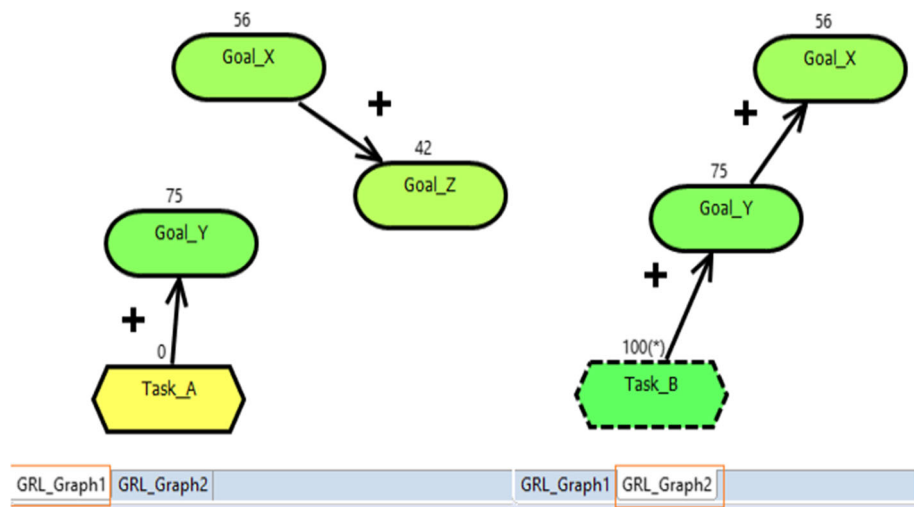 56
Goal_X
+
42
Goal_Z
75
Goal_Y
+
0
Task_A
56
Goal_X
+
75
Goal_Y
+
100(*)
Task_B
GRL_Graph1 GRL_Graph2
GRL_Graph1 GRL_Graph2